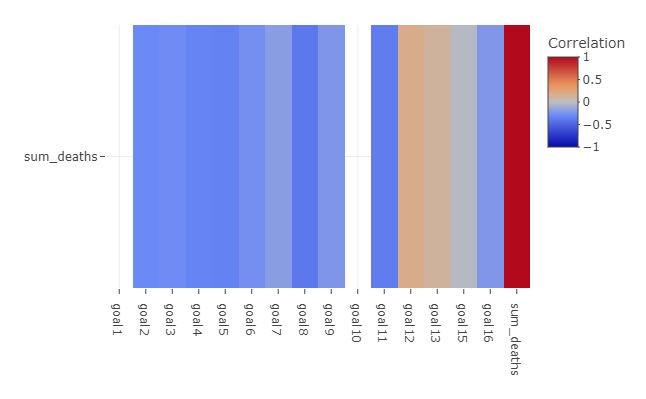 Correlation
1
0.5
0
−0.5
−1
sum_deaths
goal1
goal2
goal3
goal4
goal5
goal6
goal7
goal8
goal9
goal10
goal11
goal12
goal13
goal15
goal16
sum_deaths